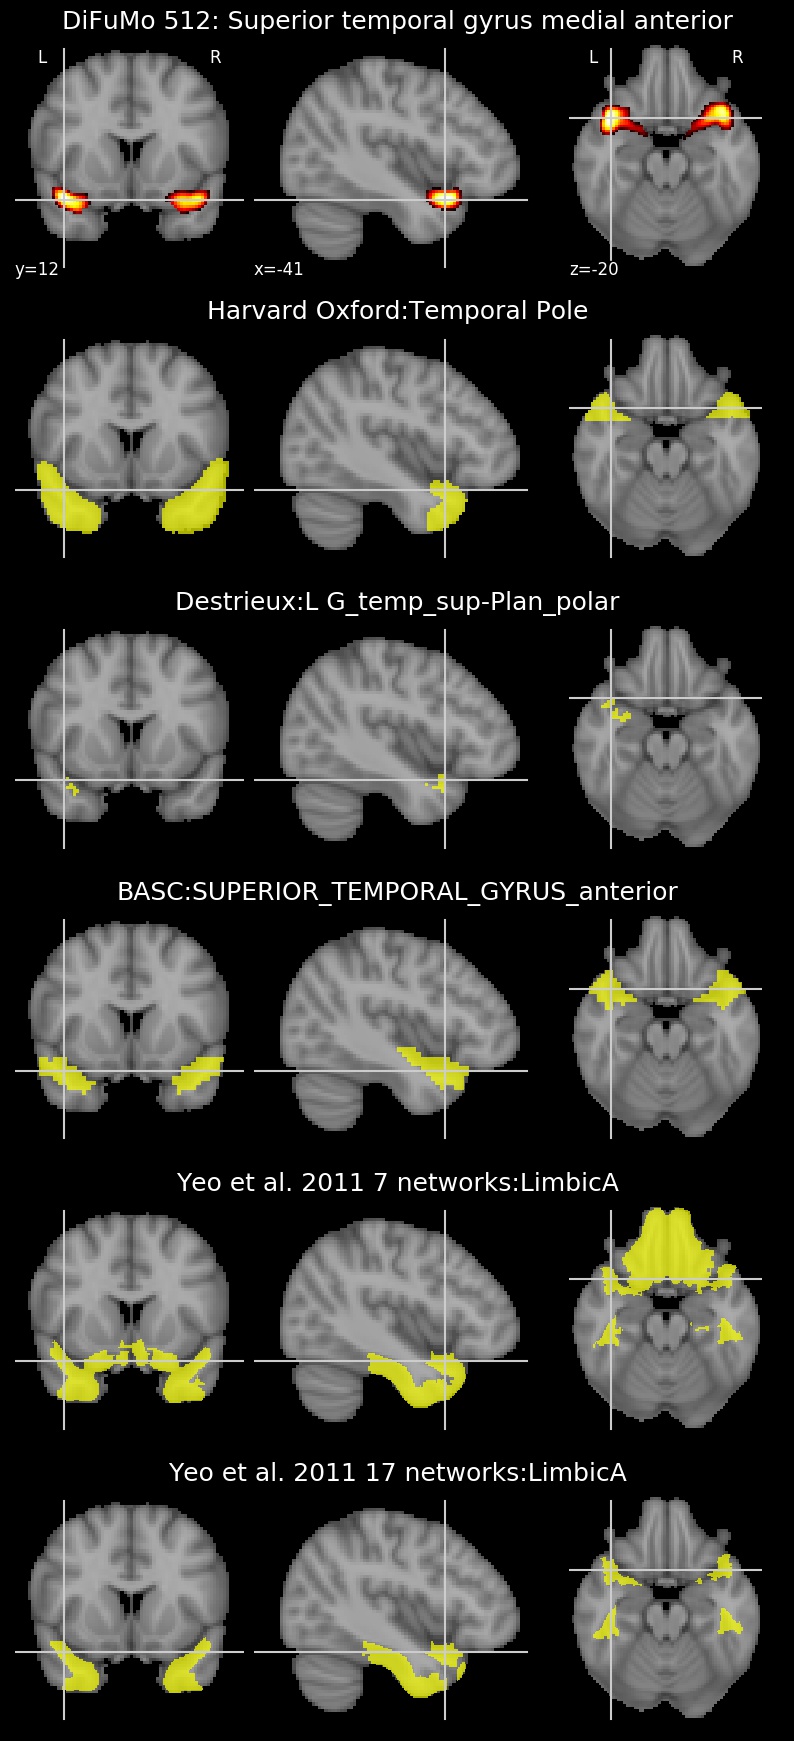 DiFuMo 512: Superior temporal gyrus medial anterior
L R L R
y=12 x=-41 z=-20
Harvard Oxford:Temporal Pole
Destrieux:L G_temp_sup-Plan_polar
BASC:SUPERIOR_TEMPORAL_GYRUS_anterior
Yeo et al. 2011 7 networks:LimbicA
Yeo et al. 2011 17 networks:LimbicA